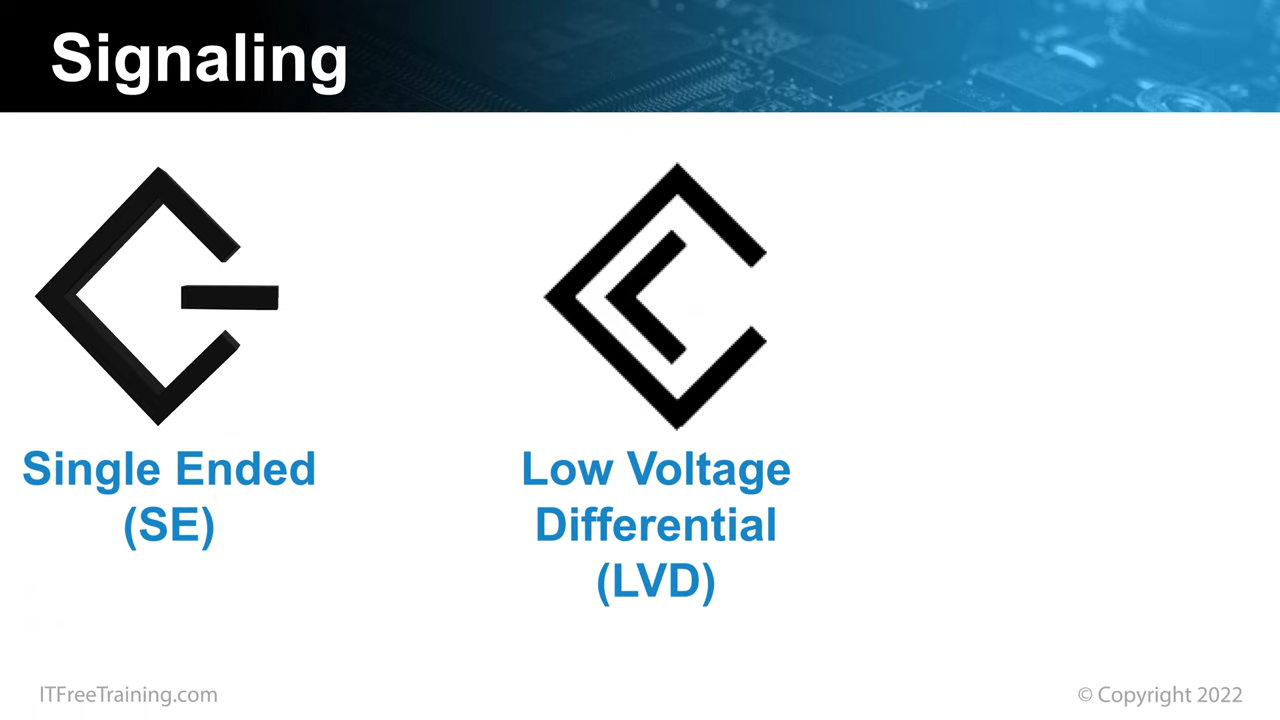 Signaling
Single Ended
(SE)
Low Voltage
Differential
(LVD)
ITFreeTraining.com
© Copyright 2022